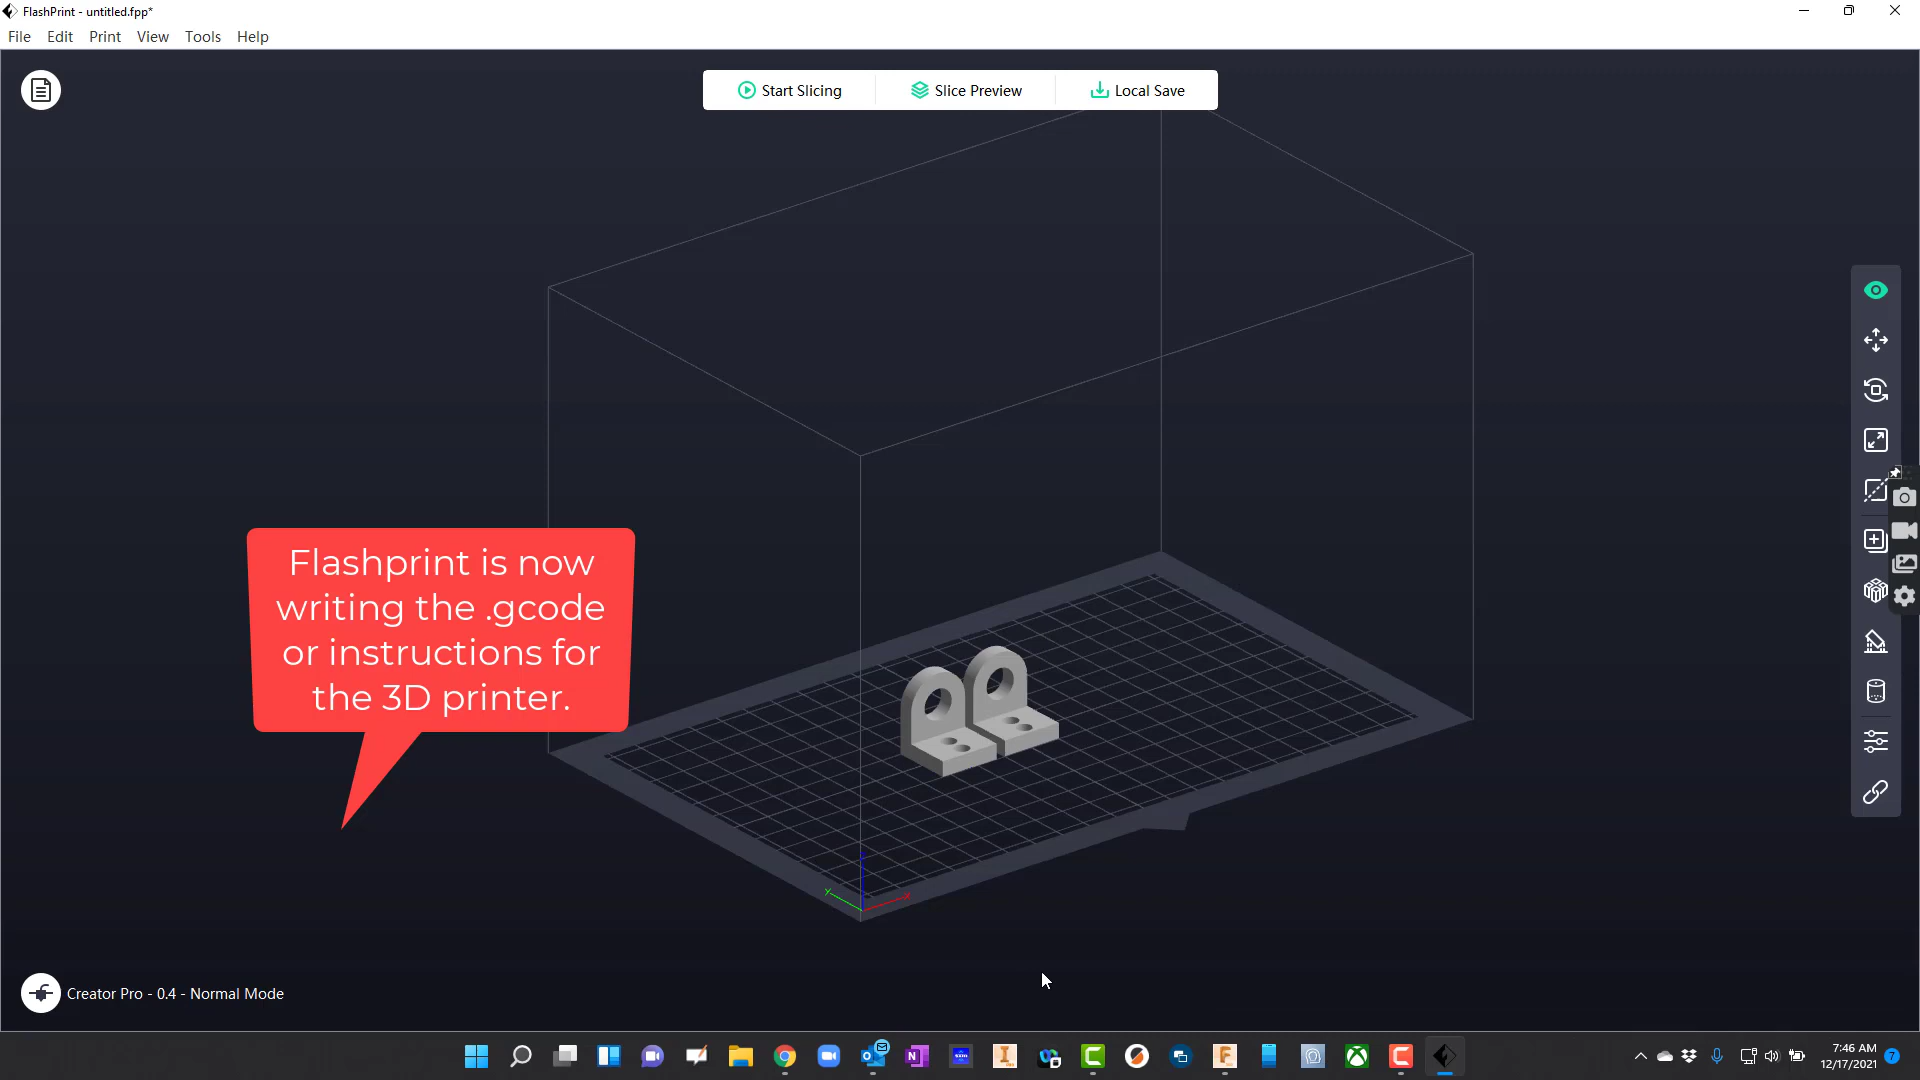 FlashPrint - untitled.fpp*
File Edit Print View Tools Help
Start Slicing Slice Preview Local Save
Flashprint is now
writing the .gcode
or instructions for
the 3D printer.
Creator Pro - 0.4 - Normal Mode
7:46 AM
12/17/2021
7